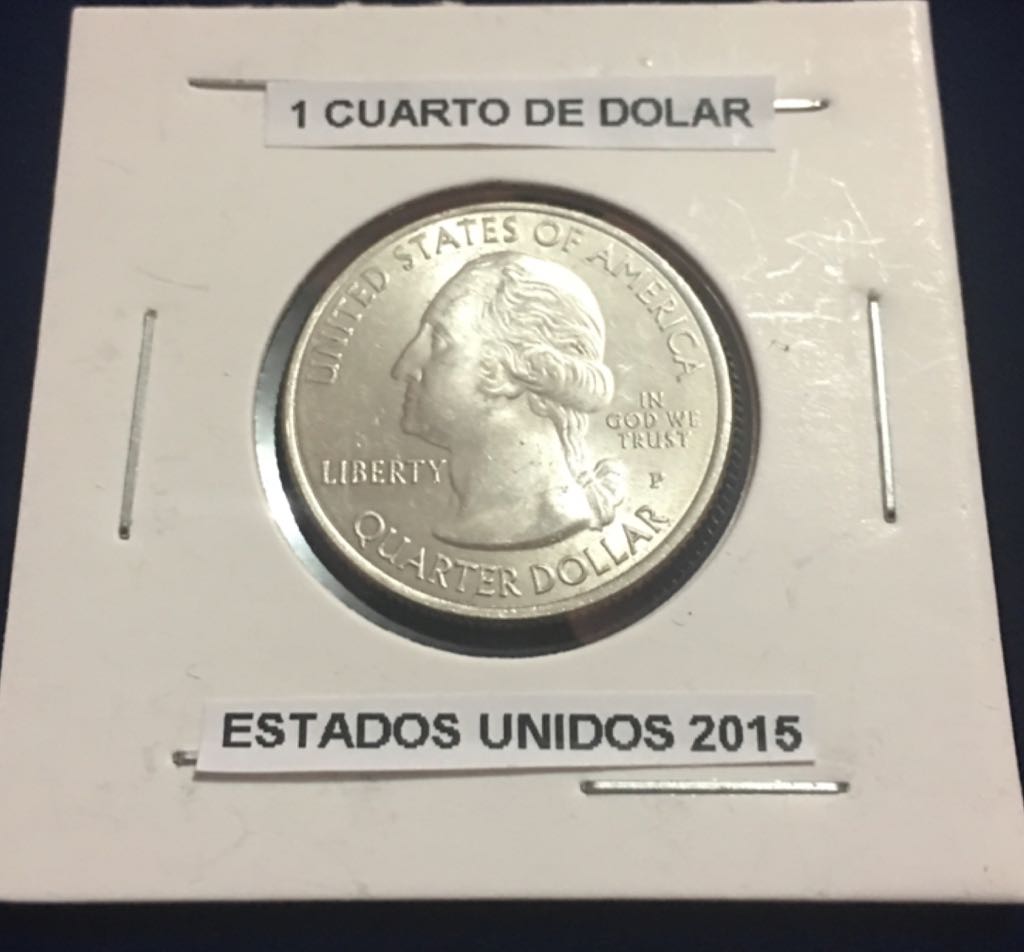 1 CUARTO DE DOLAR
UNITED STATES OF AMERICA
IN
GOD WE
TRUST
LIBERTY
P
QUARTER DOLLAR
ESTADOS UNIDOS 2015